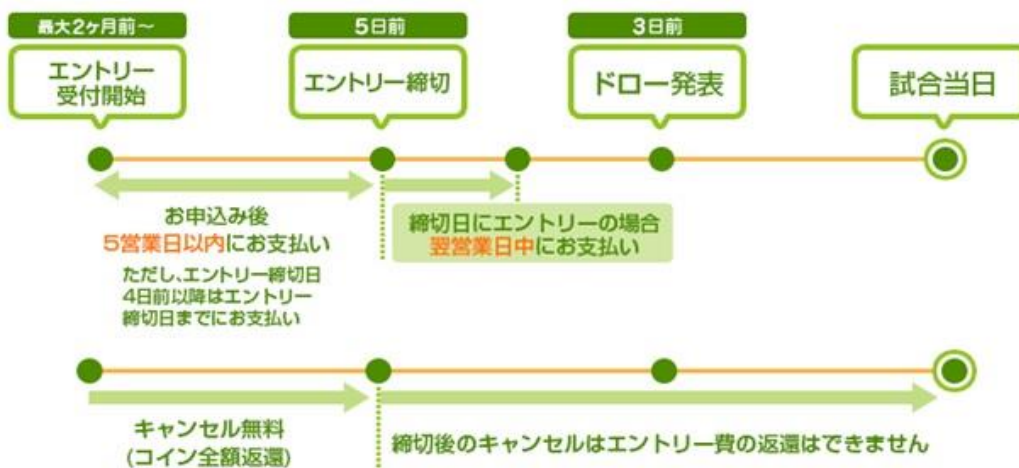 最大2ヶ月前～
エントリー
受付開始
5日前
エントリー締切
3日前
ドロー発表
試合当日
お申込み後
5営業日以内にお支払い
ただし、エントリー締切日
4日前以降はエントリー
締切日までにお支払い
締切日にエントリーの場合
翌営業日中にお支払い
キャンセル無料
(コイン全額返還)
締切後のキャンセルはエントリー費の返還はできません